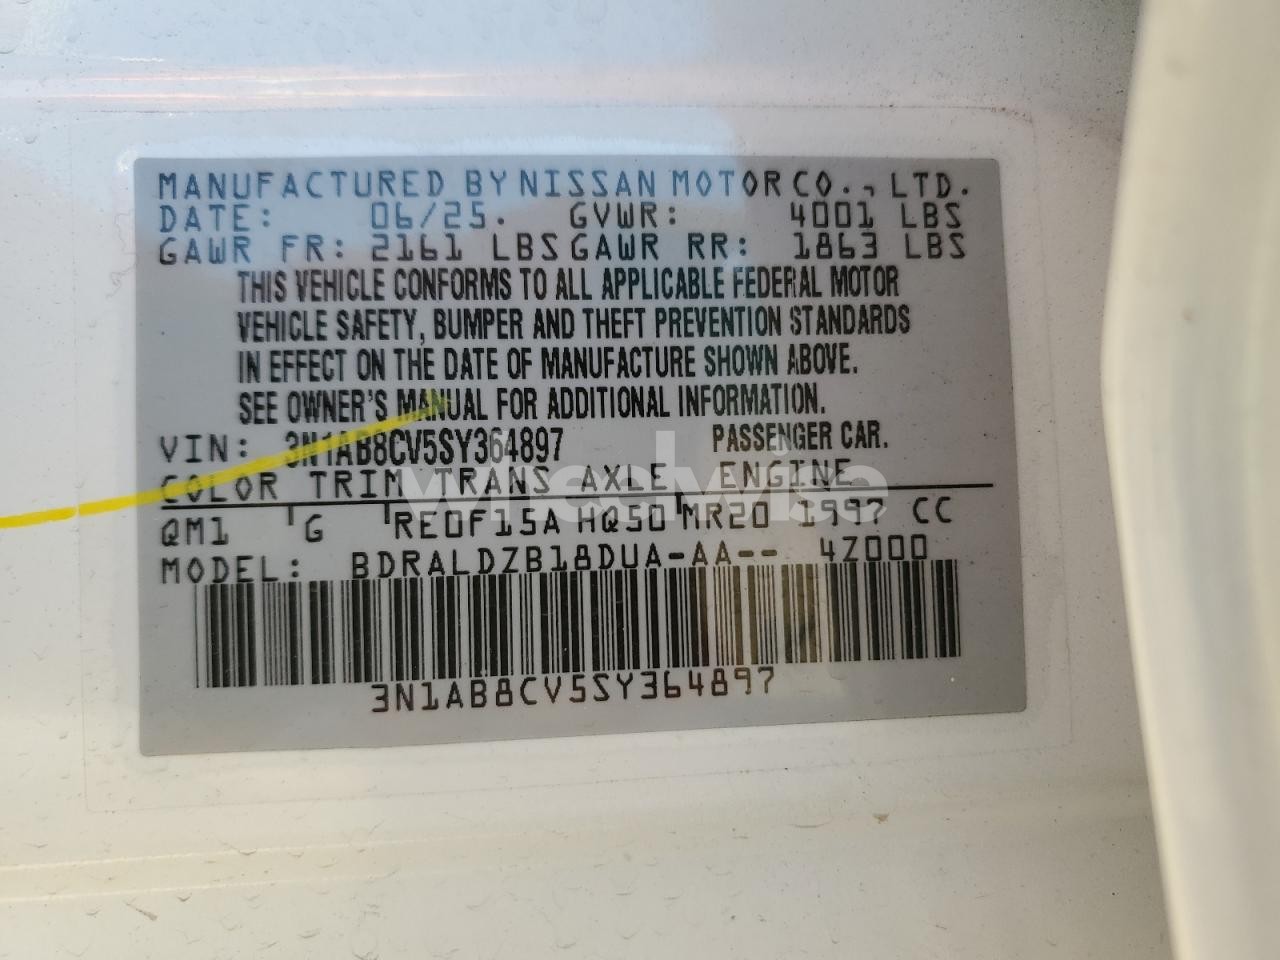 MANUFACTURED BY NISSAN MOTOR CO., LTD.
DATE: 06/25. GVWR: 4001 LBS
GAWR FR: 2161 LBS GAWR RR: 1863 LBS
THIS VEHICLE CONFORMS TO ALL APPLICABLE FEDERAL MOTOR
VEHICLE SAFETY, BUMPER AND THEFT PREVENTION STANDARDS
IN EFFECT ON THE DATE OF MANUFACTURE SHOWN ABOVE.
SEE OWNER'S MANUAL FOR ADDITIONAL INFORMATION.
VIN: 3N1AB8CV5SY364897 PASSENGER CAR.
COLOR TRIM TRANS AXLE ENGINE
QM1 G RE0F15A HQ50 MR20 1997 CC
MODEL: BDRALDZB18DUA-AA-- 4Z000
3N1AB8CV5SY364897
wheelwise